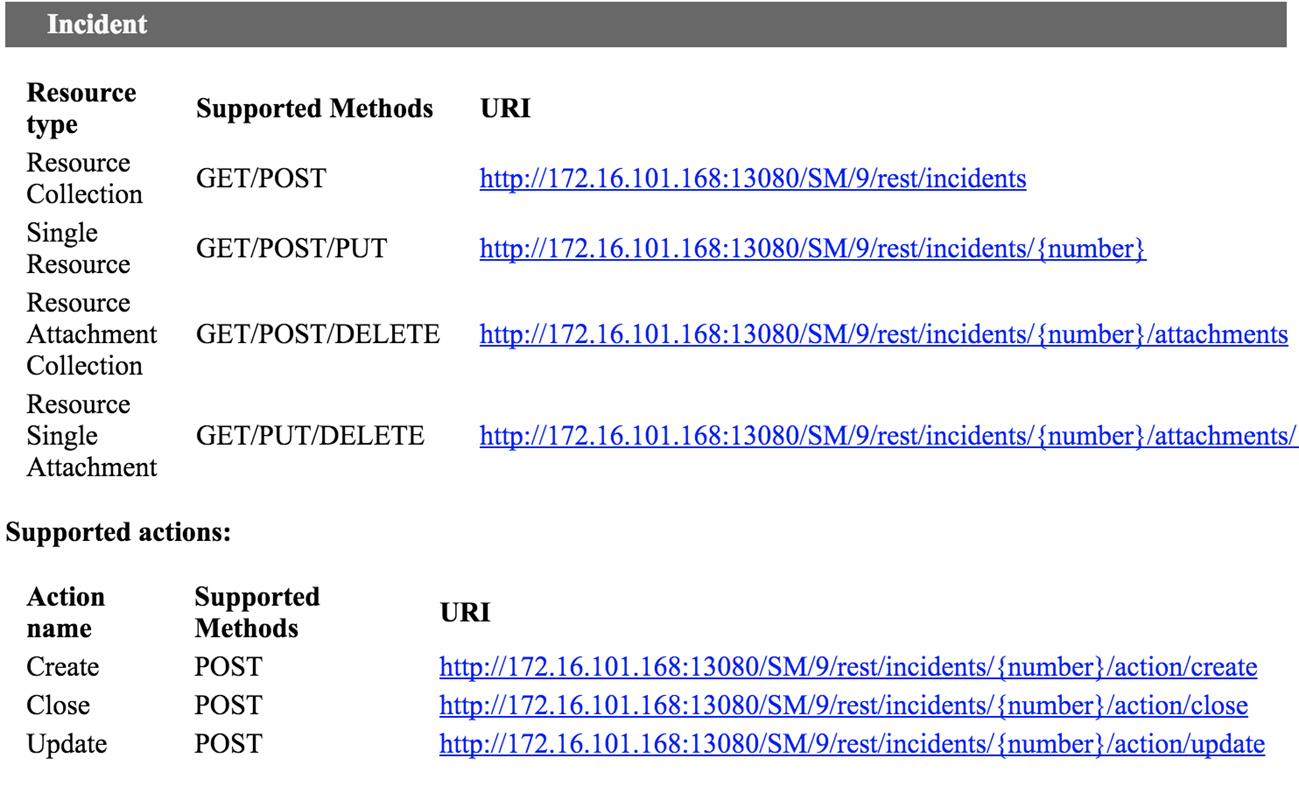 Incident
Resource type Supported Methods URI
Resource Collection GET/POST http://172.16.101.168:13080/SM/9/rest/incidents
Single Resource GET/POST/PUT http://172.16.101.168:13080/SM/9/rest/incidents/{number}
Resource Attachment Collection GET/POST/DELETE http://172.16.101.168:13080/SM/9/rest/incidents/{number}/attachments
Resource Single Attachment GET/PUT/DELETE http://172.16.101.168:13080/SM/9/rest/incidents/{number}/attachments/
Supported actions:
Action name Supported Methods URI
Create POST http://172.16.101.168:13080/SM/9/rest/incidents/{number}/action/create
Close POST http://172.16.101.168:13080/SM/9/rest/incidents/{number}/action/close
Update POST http://172.16.101.168:13080/SM/9/rest/incidents/{number}/action/update